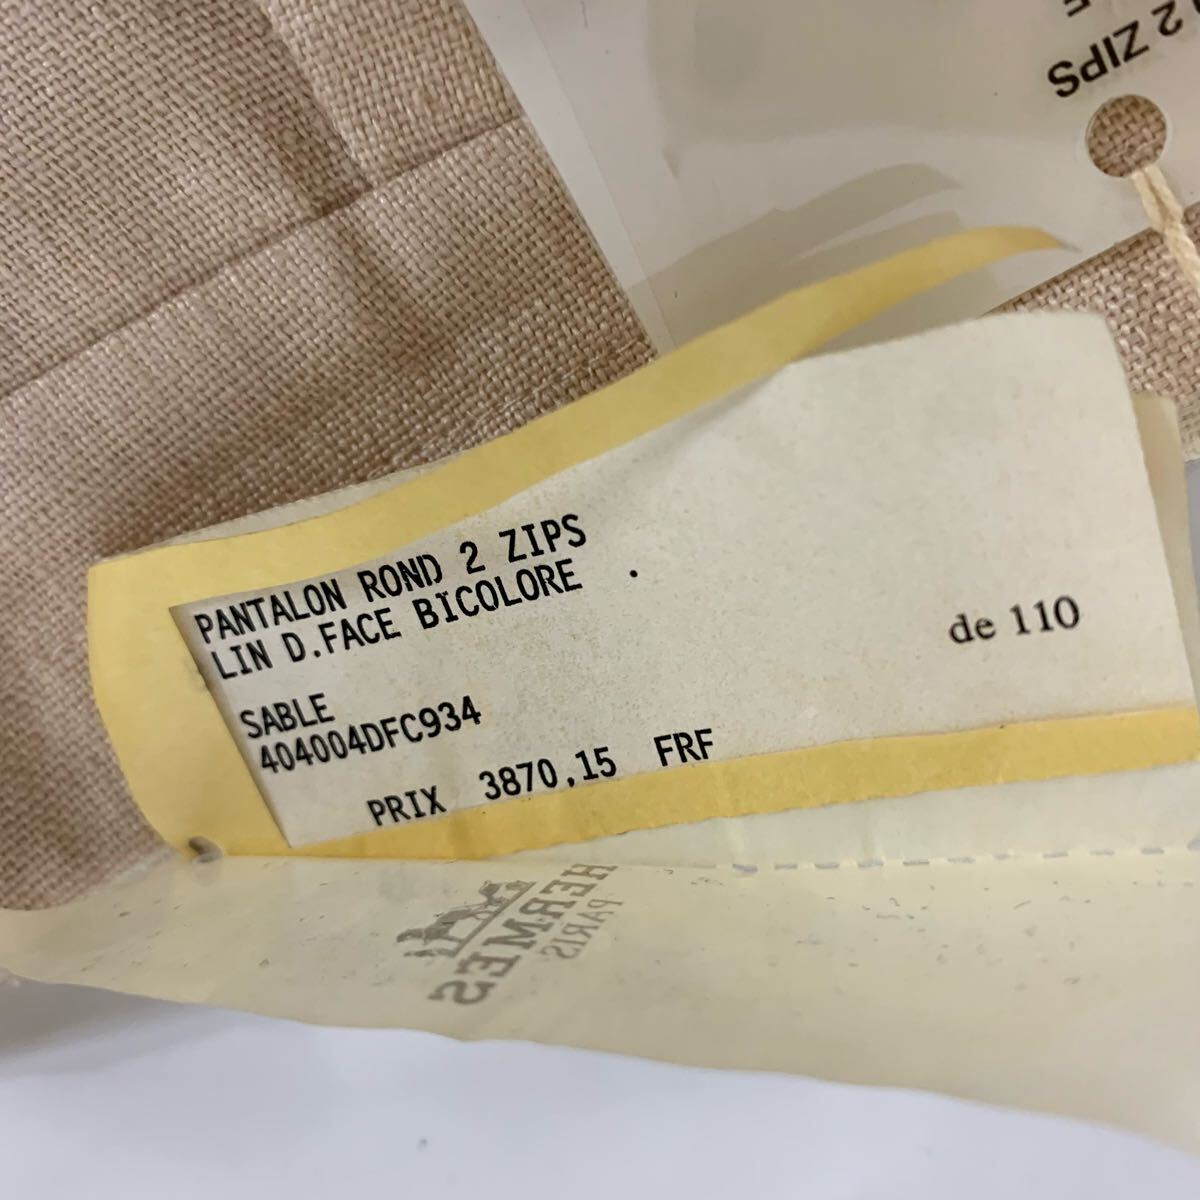 2 ZIPS
PANTALON ROND 2 ZIPS
LIN D.FACE BICOLORE .
de 110
SABLE
404004DFC934
PRIX 3870,15 FRF
HERMES
PARIS